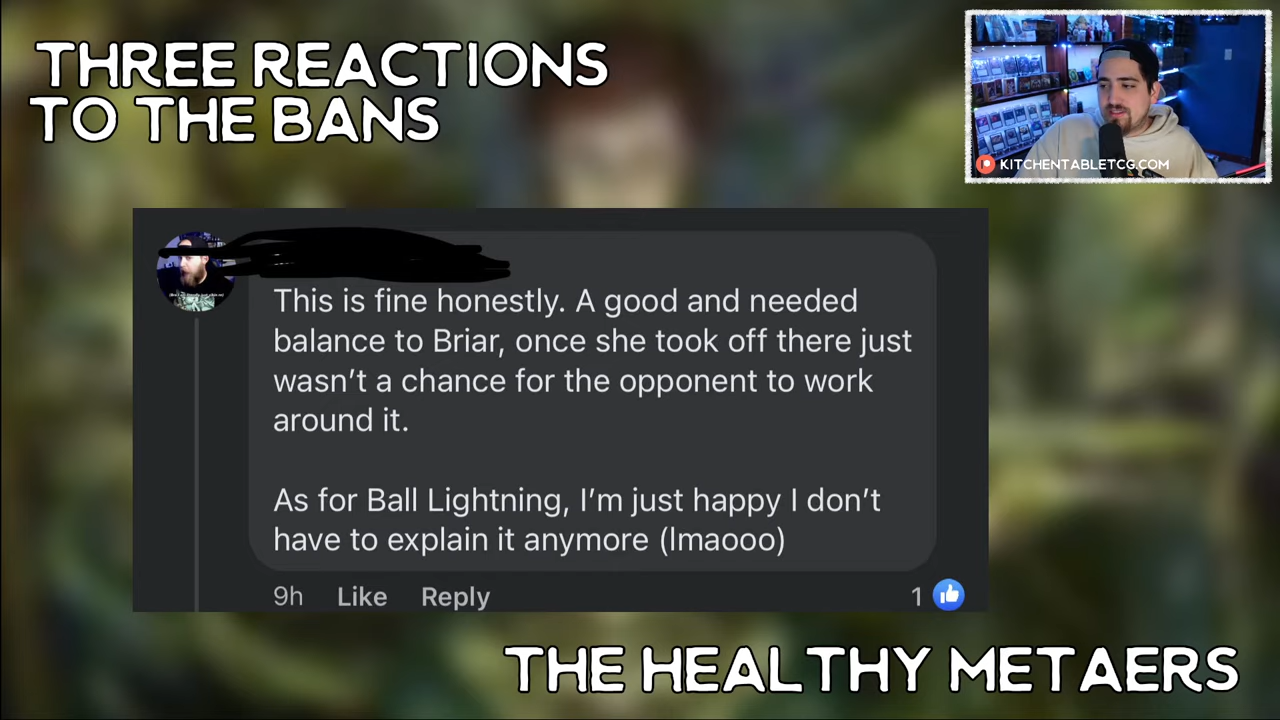 THREE REACTIONS
TO THE BANS
KITCHENTABLETCG.COM
This is fine honestly. A good and needed
balance to Briar, once she took off there just
wasn't a chance for the opponent to work
around it.
As for Ball Lightning, I'm just happy I don't
have to explain it anymore (lmaooo)
9h Like Reply 1
THE HEALTHY METAERS